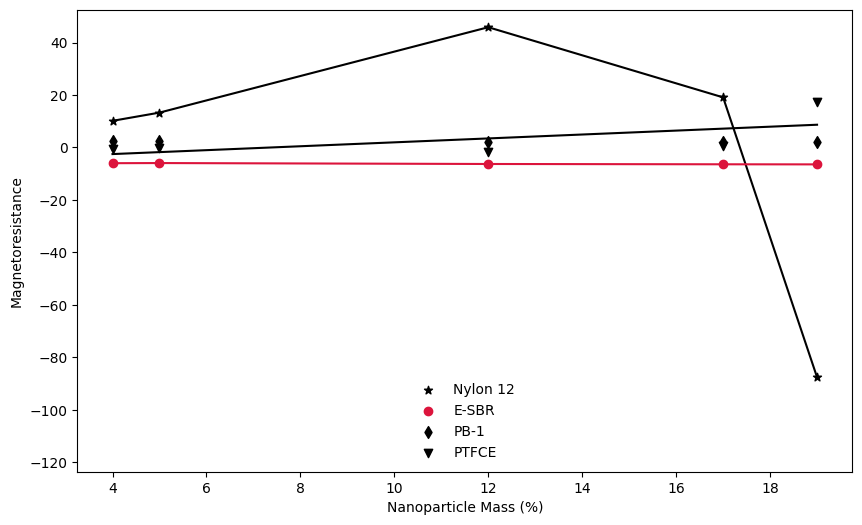 40
20
0
−20
−40
−60
−80
−100
−120
Magnetoresistance
Nylon 12
E-SBR
PB-1
PTFCE
4 6 8 10 12 14 16 18
Nanoparticle Mass (%)